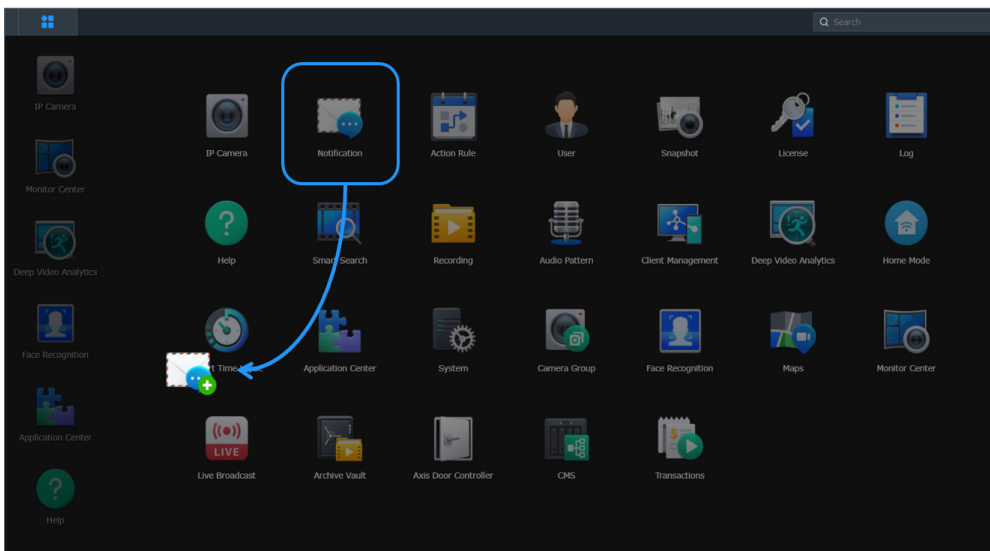 Search
IP Camera
Monitor Center
Deep Video Analytics
Face Recognition
Application Center
Help
IP Camera
Notification
Action Rule
User
Snapshot
License
Log
Help
Smart Search
Recording
Audio Pattern
Client Management
Deep Video Analytics
Home Mode
Application Center
System
Camera Group
Face Recognition
Maps
Monitor Center
LIVE
Live Broadcast
Archive Vault
Axis Door Controller
CMS
Transactions